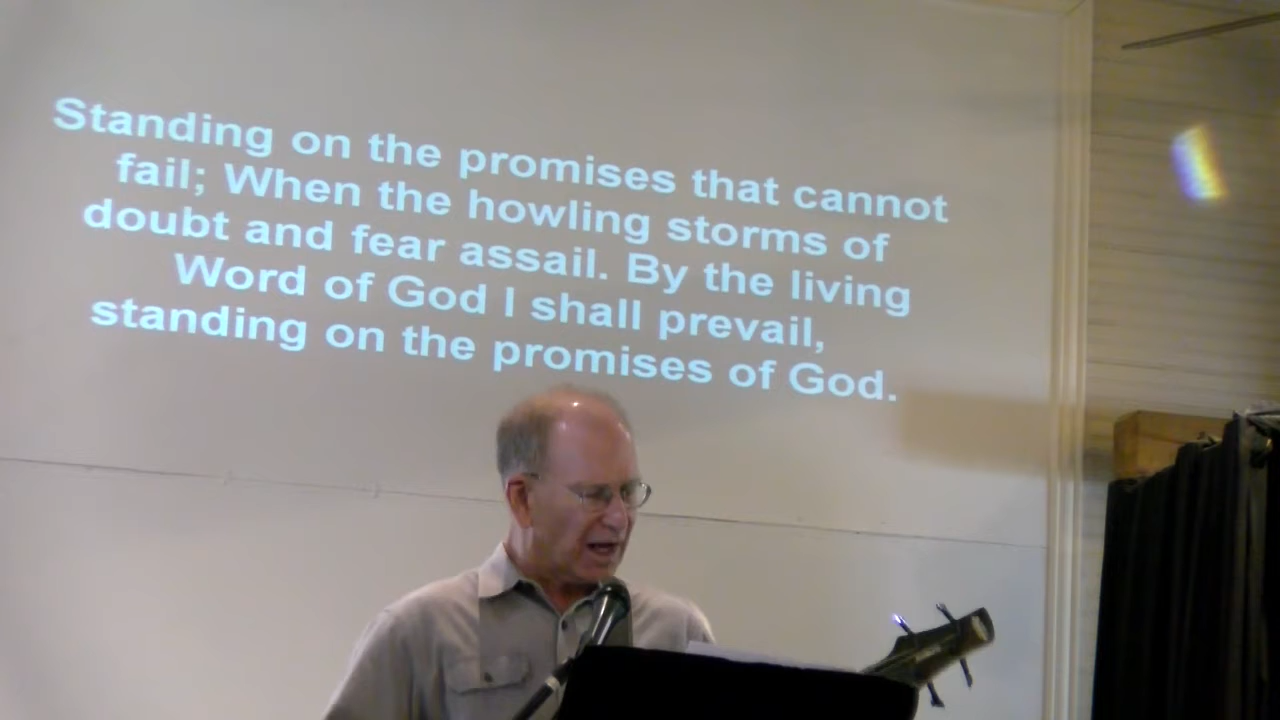 Standing on the promises that cannot
fail; When the howling storms of
doubt and fear assail. By the living
Word of God I shall prevail,
standing on the promises of God.